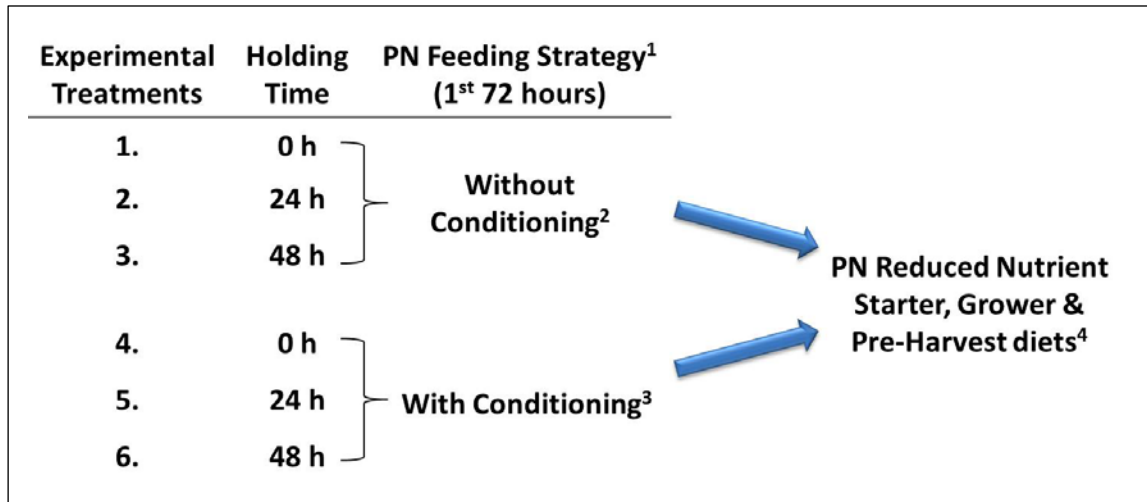 Experimental Treatments Holding Time PN Feeding Strategy¹ (1ˢᵗ 72 hours)
1. 0 h
2. 24 h
3. 48 h
Without
Conditioning²
4. 0 h
5. 24 h
6. 48 h
With Conditioning³
PN Reduced Nutrient
Starter, Grower &
Pre-Harvest diets⁴